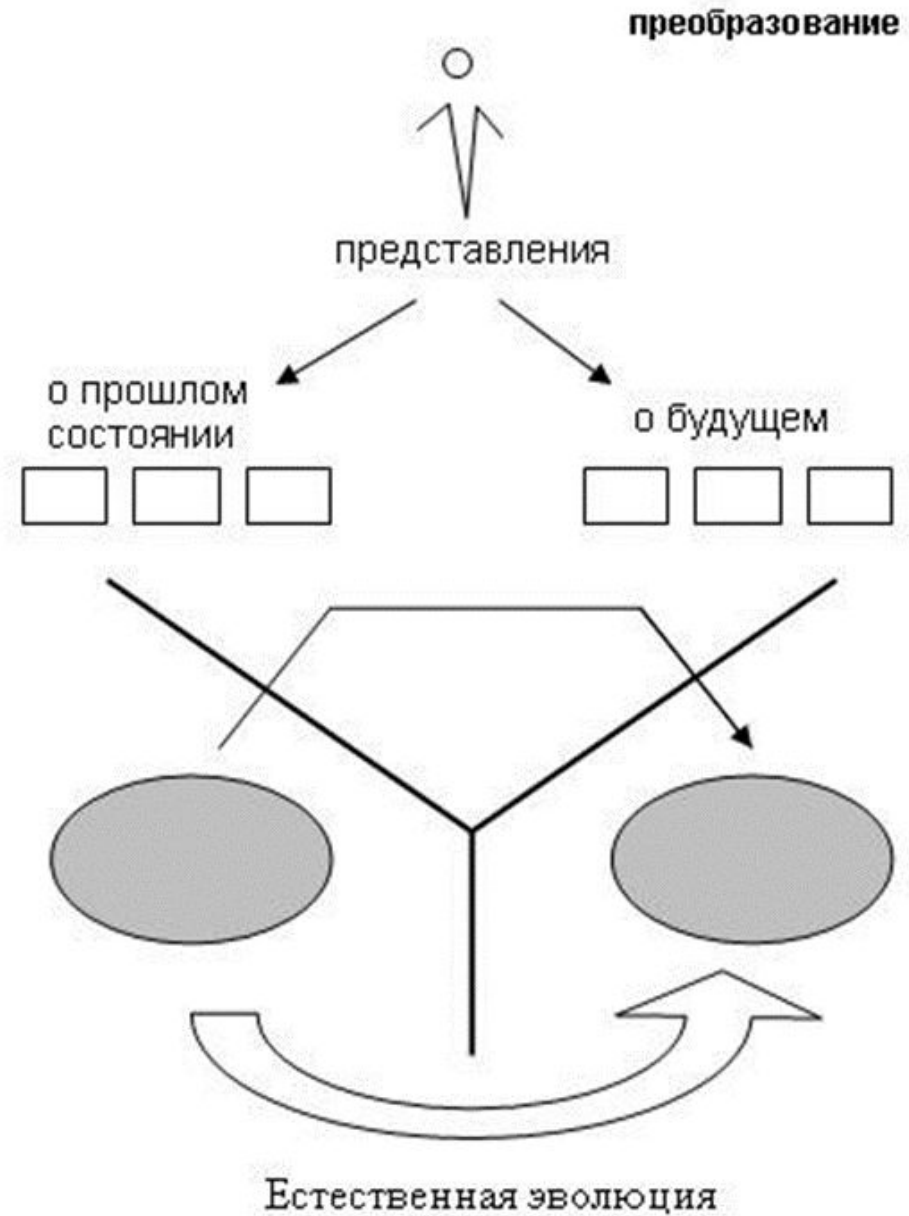 преобразование
представления
о прошлом
состоянии
о будущем
Естественная эволюция